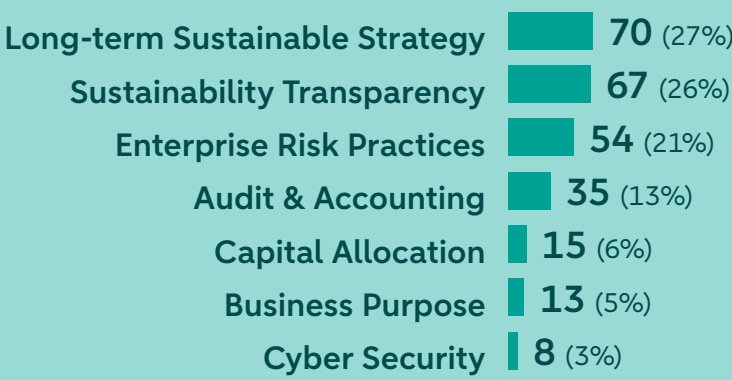 Long-term Sustainable Strategy 70 (27%)
Sustainability Transparency 67 (26%)
Enterprise Risk Practices 54 (21%)
Audit & Accounting 35 (13%)
Capital Allocation 15 (6%)
Business Purpose 13 (5%)
Cyber Security 8 (3%)